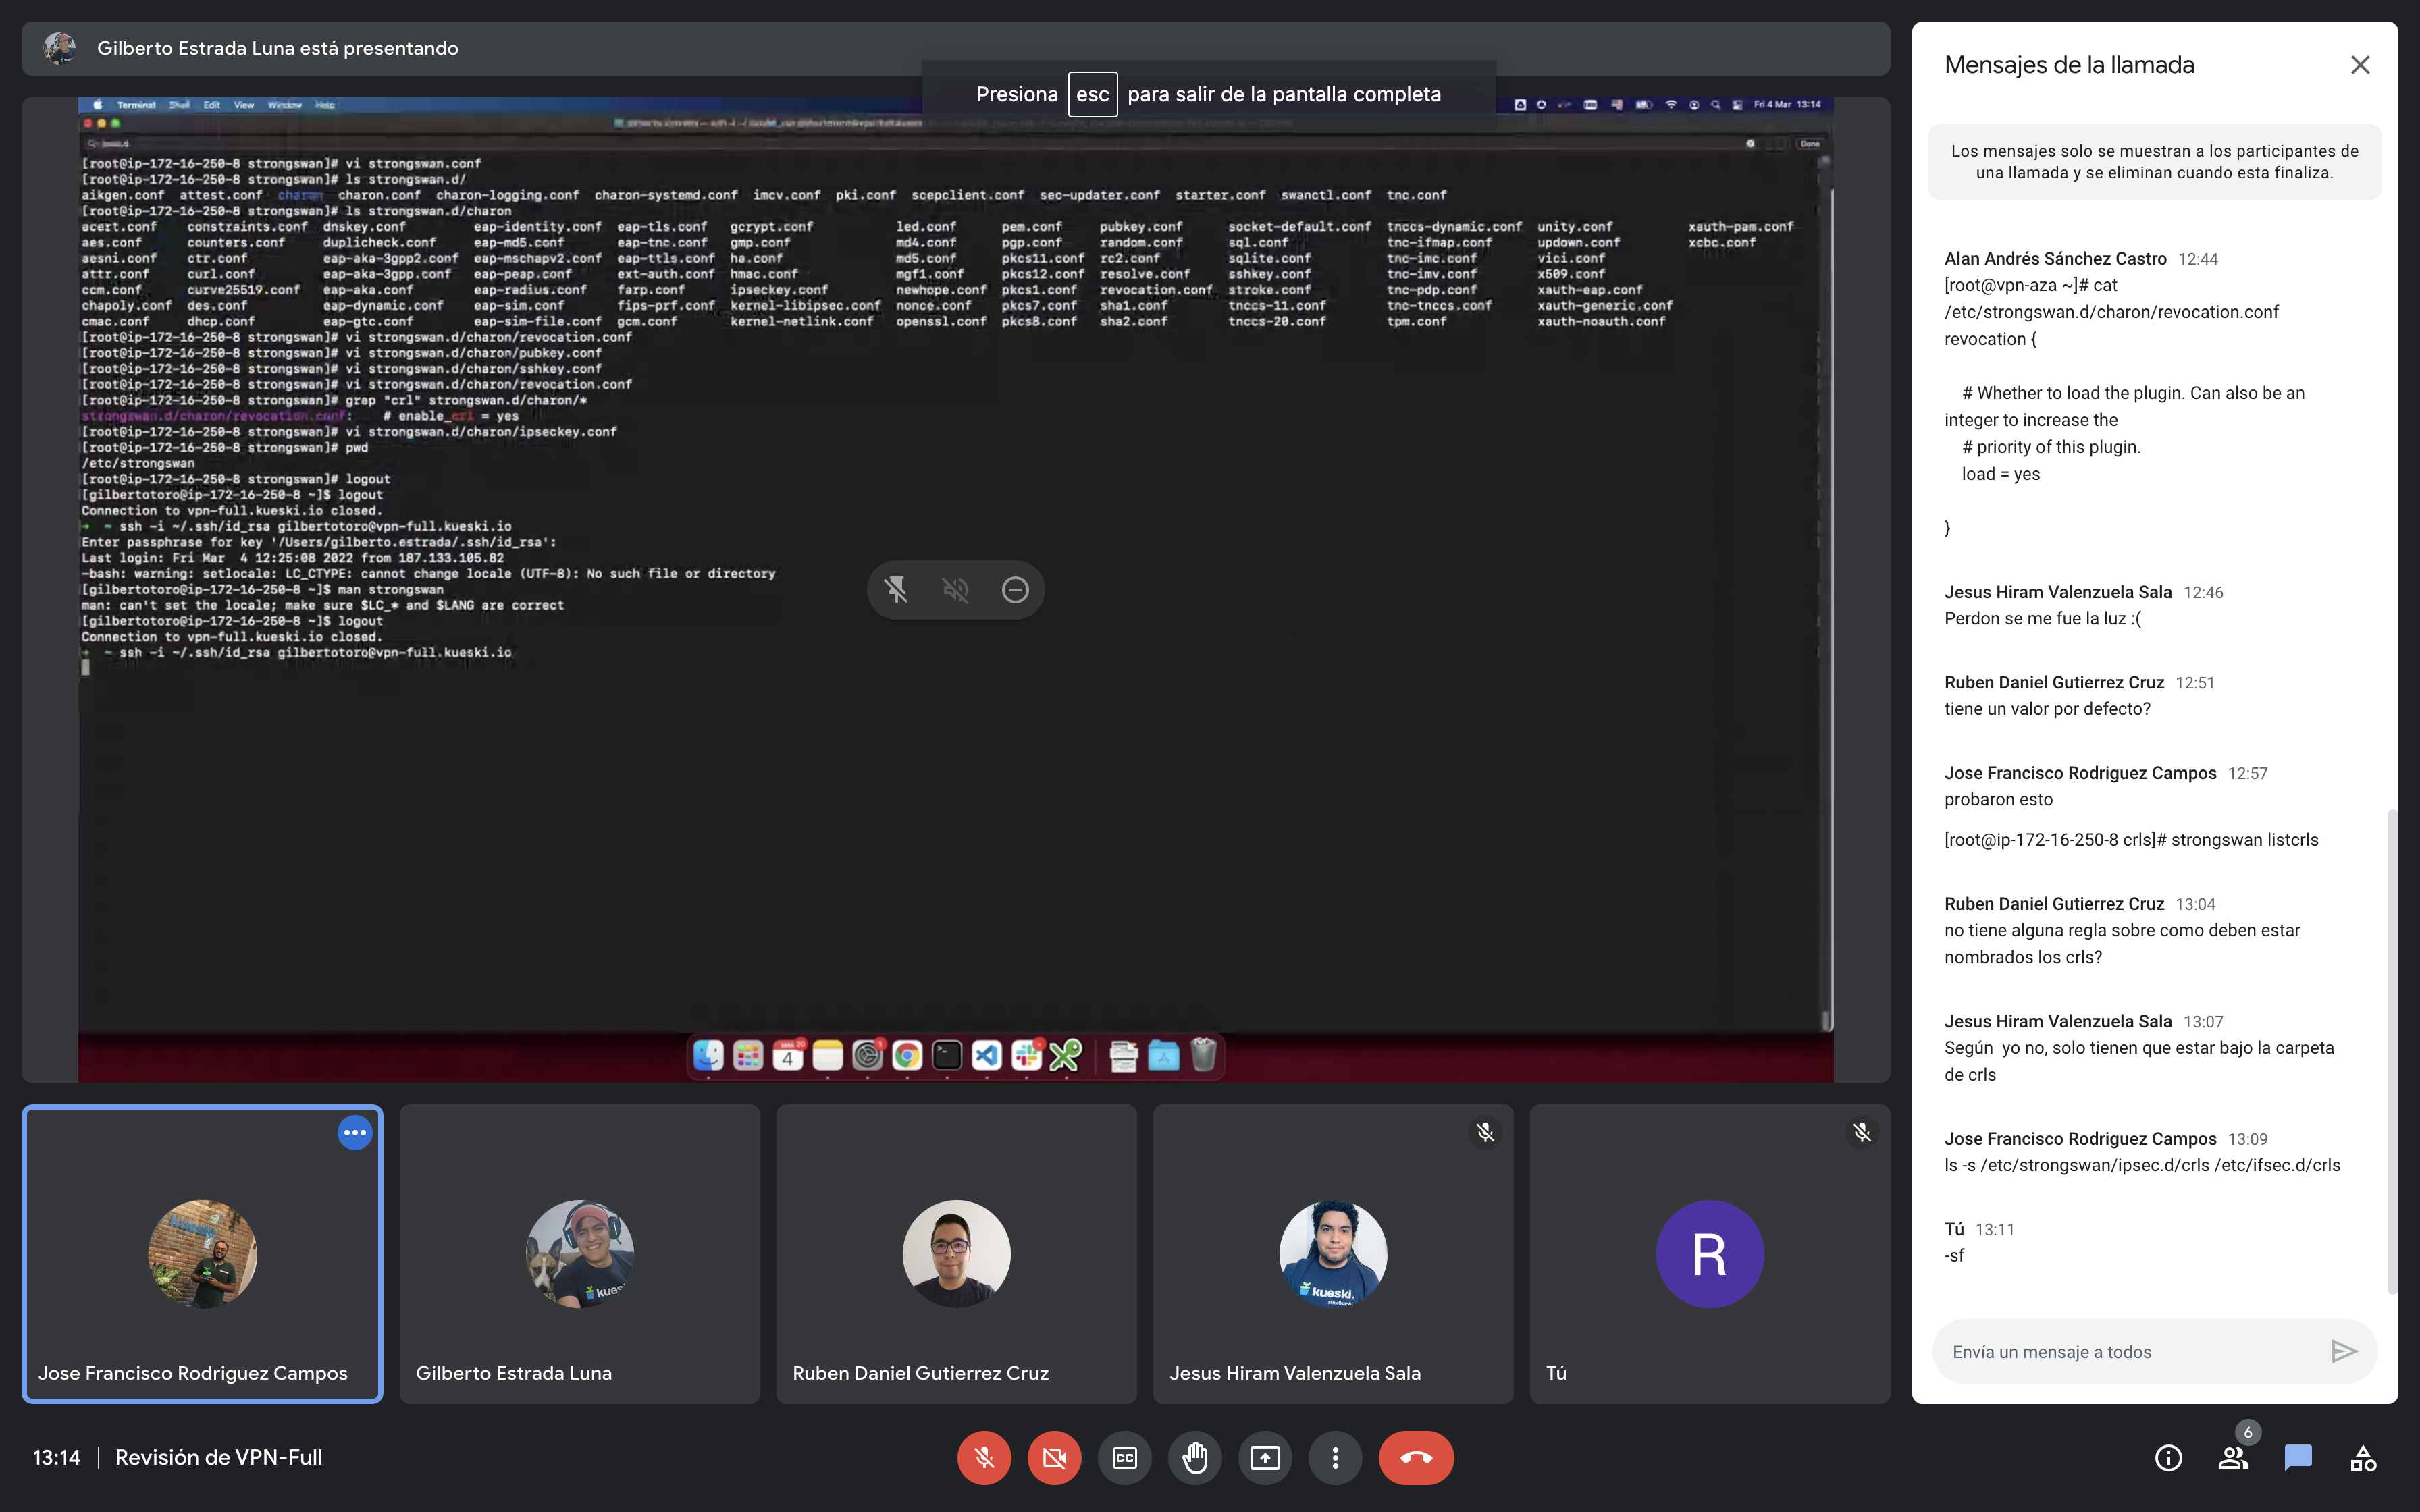 Gilberto Estrada Luna está presentando
Presiona esc para salir de la pantalla completa
Terminal Shell Edit View Window Help
Fri 4 Mar 13:14
Done
[root@ip-172-16-250-8 strongswan]# vi strongswan.conf
[root@ip-172-16-250-8 strongswan]# ls strongswan.d/
aikgen.conf attest.conf charon charon.conf charon-logging.conf charon-systemd.conf imcv.conf pki.conf scepclient.conf sec-updater.conf starter.conf swanctl.conf tnc.conf
[root@ip-172-16-250-8 strongswan]# ls strongswan.d/charon
acert.conf constraints.conf dnskey.conf eap-identity.conf eap-tls.conf gcrypt.conf led.conf pem.conf pubkey.conf socket-default.conf tnccs-dynamic.conf unity.conf xauth-pam.conf
aes.conf counters.conf duplicheck.conf eap-md5.conf eap-tnc.conf gmp.conf md4.conf pgp.conf random.conf sql.conf tnc-ifmap.conf updown.conf xcbc.conf
aesni.conf ctr.conf eap-aka-3gpp2.conf eap-mschapv2.conf eap-ttls.conf ha.conf md5.conf pkcs11.conf rc2.conf sqlite.conf tnc-imc.conf vici.conf
attr.conf curl.conf eap-aka-3gpp.conf eap-peap.conf ext-auth.conf hmac.conf mgf1.conf pkcs12.conf resolve.conf sshkey.conf tnc-imv.conf x509.conf
ccm.conf curve25519.conf eap-aka.conf eap-radius.conf farp.conf ipseckey.conf newhope.conf pkcs1.conf revocation.conf stroke.conf tnc-pdp.conf xauth-eap.conf
chapoly.conf des.conf eap-dynamic.conf eap-sim.conf fips-prf.conf kernel-libipsec.conf nonce.conf pkcs7.conf sha1.conf tnccs-11.conf tnc-tnccs.conf xauth-generic.conf
cmac.conf dhcp.conf eap-gtc.conf eap-sim-file.conf gcm.conf kernel-netlink.conf openssl.conf pkcs8.conf sha2.conf tnccs-20.conf tpm.conf xauth-noauth.conf
[root@ip-172-16-250-8 strongswan]# vi strongswan.d/charon/revocation.conf
[root@ip-172-16-250-8 strongswan]# vi strongswan.d/charon/pubkey.conf
[root@ip-172-16-250-8 strongswan]# vi strongswan.d/charon/sshkey.conf
[root@ip-172-16-250-8 strongswan]# vi strongswan.d/charon/revocation.conf
[root@ip-172-16-250-8 strongswan]# grep "crl" strongswan.d/charon/*
strongswan.d/charon/revocation.conf: # enable_crl = yes
[root@ip-172-16-250-8 strongswan]# vi strongswan.d/charon/ipseckey.conf
[root@ip-172-16-250-8 strongswan]# pwd
/etc/strongswan
[root@ip-172-16-250-8 strongswan]# logout
[gilbertotoro@ip-172-16-250-8 ~]$ logout
Connection to vpn-full.kueski.io closed.
➜ ~ ssh -i ~/.ssh/id_rsa gilbertotoro@vpn-full.kueski.io
Enter passphrase for key '/Users/gilberto.estrada/.ssh/id_rsa':
Last login: Fri Mar 4 12:25:08 2022 from 187.133.105.82
-bash: warning: setlocale: LC_CTYPE: cannot change locale (UTF-8): No such file or directory
[gilbertotoro@ip-172-16-250-8 ~]$ man strongswan
man: can't set the locale; make sure $LC_* and $LANG are correct
[gilbertotoro@ip-172-16-250-8 ~]$ logout
Connection to vpn-full.kueski.io closed.
➜ ~ ssh -i ~/.ssh/id_rsa gilbertotoro@vpn-full.kueski.io
4
Jose Francisco Rodriguez Campos
kues
Gilberto Estrada Luna
Ruben Daniel Gutierrez Cruz
kueski.
Jesus Hiram Valenzuela Sala
R
Tú
13:14 | Revisión de VPN-Full
CC
6
Mensajes de la llamada
Los mensajes solo se muestran a los participantes de
una llamada y se eliminan cuando esta finaliza.
Alan Andrés Sánchez Castro 12:44
[root@vpn-aza ~]# cat
/etc/strongswan.d/charon/revocation.conf
revocation {
# Whether to load the plugin. Can also be an
integer to increase the
# priority of this plugin.
load = yes
}
Jesus Hiram Valenzuela Sala 12:46
Perdon se me fue la luz :(
Ruben Daniel Gutierrez Cruz 12:51
tiene un valor por defecto?
Jose Francisco Rodriguez Campos 12:57
probaron esto
[root@ip-172-16-250-8 crls]# strongswan listcrls
Ruben Daniel Gutierrez Cruz 13:04
no tiene alguna regla sobre como deben estar
nombrados los crls?
Jesus Hiram Valenzuela Sala 13:07
Según yo no, solo tienen que estar bajo la carpeta
de crls
Jose Francisco Rodriguez Campos 13:09
ls -s /etc/strongswan/ipsec.d/crls /etc/ifsec.d/crls
Tú 13:11
-sf
Envía un mensaje a todos